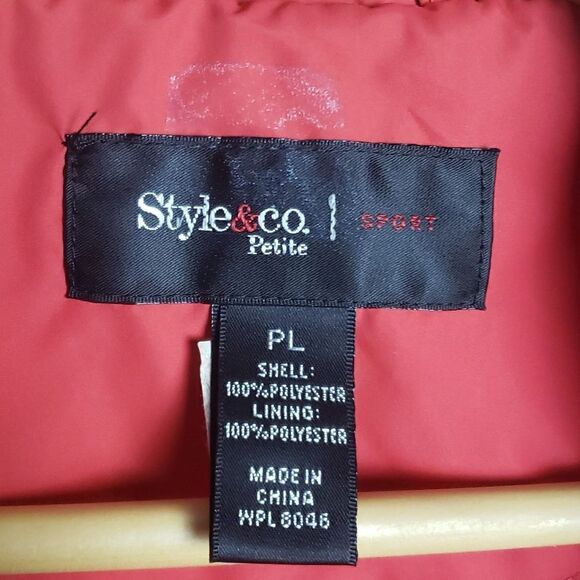 Style&co. | SPORT
Petite
PL
SHELL:
100%POLYESTER
LINING:
100%POLYESTER
MADE IN
CHINA
WPL 8046